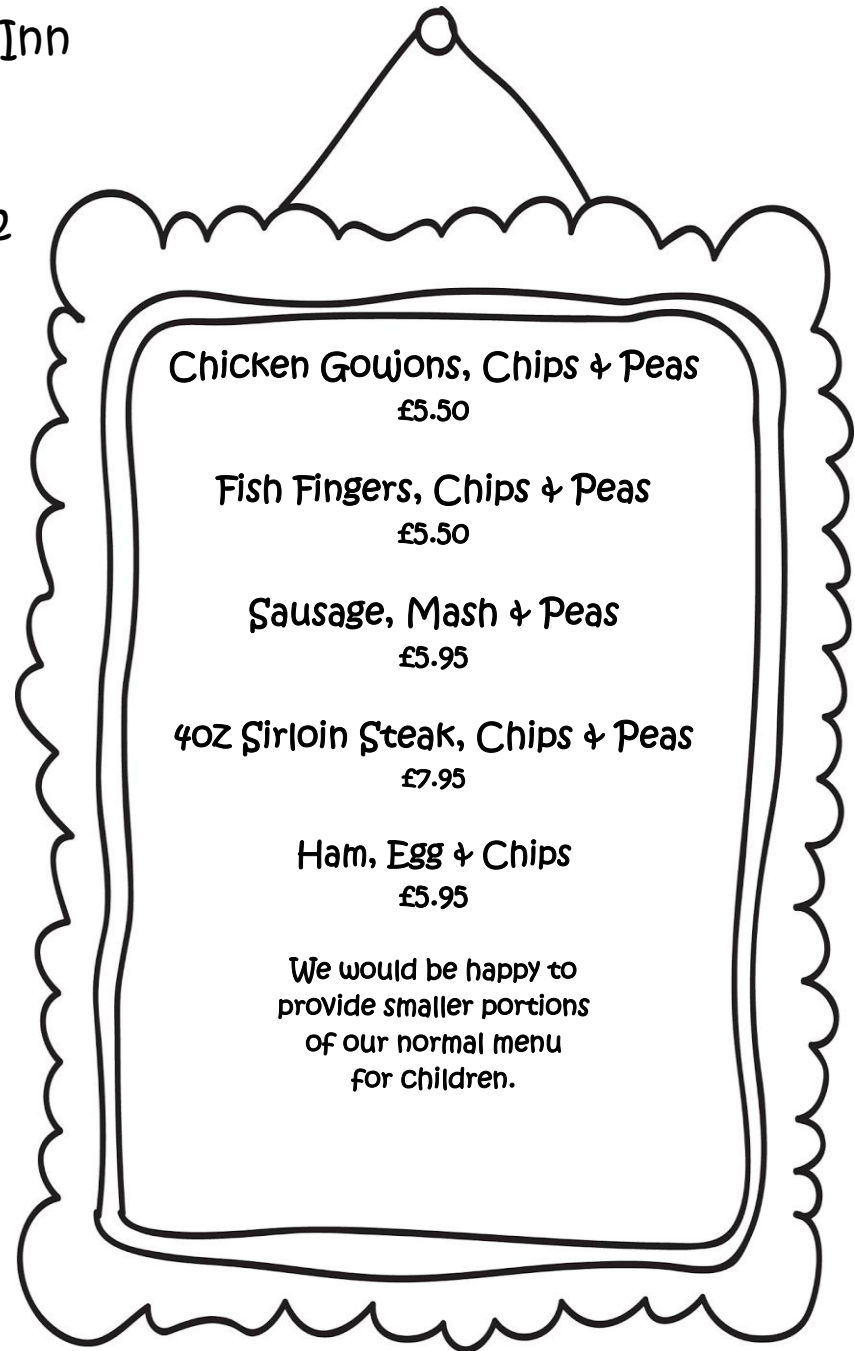 Inn
Chicken Goujons, Chips & Peas
£5.50
Fish Fingers, Chips & Peas
£5.50
Sausage, Mash & Peas
£5.95
4oz Sirloin Steak, Chips & Peas
£7.95
Ham, Egg & Chips
£5.95
We would be happy to
provide smaller portions
of our normal menu
for children.